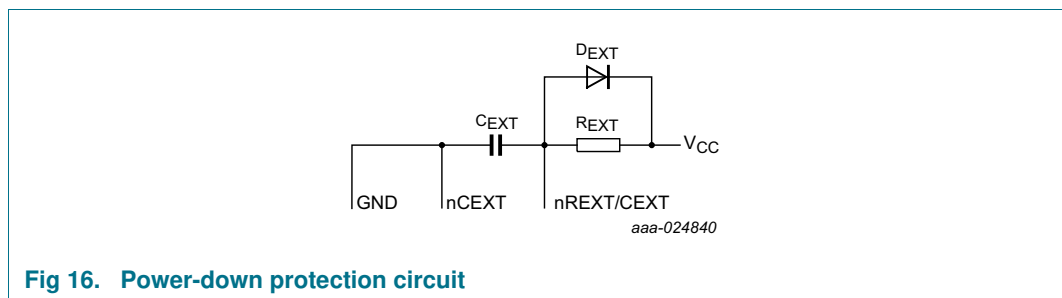 DEXT
CEXT
REXT
VCC
GND
nCEXT
nREXT/CEXT
aaa-024840
Fig 16. Power-down protection circuit